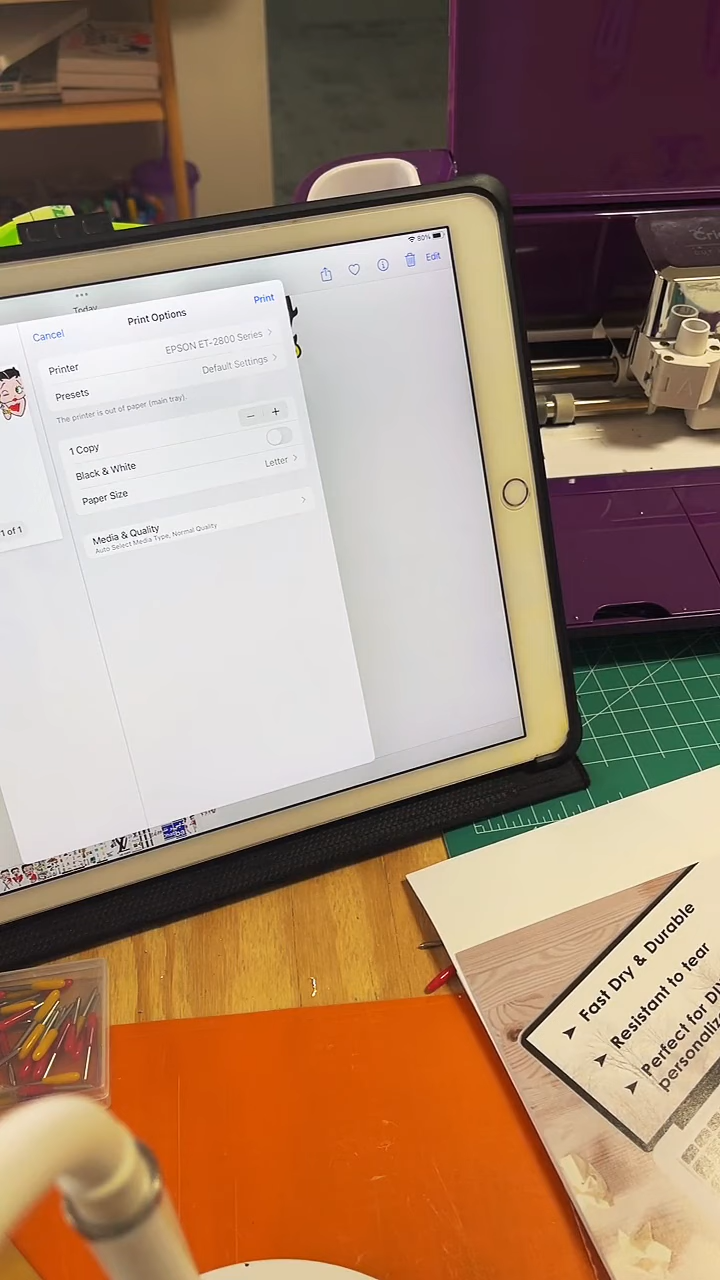 80%
Today
Edit
Cancel
Print Options
Print
Printer
EPSON ET-2800 Series
Presets
Default Settings
The printer is out of paper (main tray).
1 Copy
Black & White
Paper Size
Letter
Media & Quality
Auto Select Media Type, Normal Quality
1 of 1
Fast Dry & Durable
Resistant to tear
Perfect for DIY